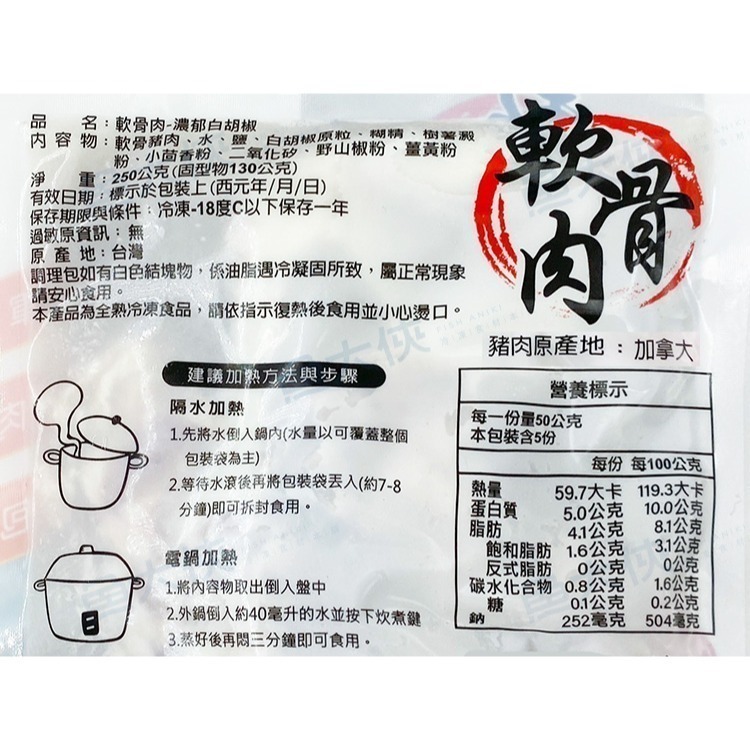 品　　名：軟骨肉-濃郁白胡椒
內 容 物：軟骨豬肉、水、鹽、白胡椒原粒、糊精、樹薯澱
粉、小茴香粉、二氧化矽、野山椒粉、薑黃粉
淨　　重：250公克(固型物130公克)
有效日期：標示於包裝上(西元年/月/日)
保存期限與條件：冷凍-18度C以下保存一年
過敏原資訊：無
原 產 地：台灣
調理包如有白色結塊物，係油脂遇冷凝固所致，屬正常現象
請安心食用。
本產品為全熟冷凍食品，請依指示復熱後食用並小心燙口。
軟骨肉
豬肉原產地：加拿大
建議加熱方法與步驟
隔水加熱
1.先將水倒入鍋內(水量以可覆蓋整個
包裝袋為主)
2.等待水滾後再將包裝袋丟入(約7-8
分鐘)即可拆封食用。
電鍋加熱
1.將內容物取出倒入盤中
2.外鍋倒入約40毫升的水並按下炊煮鍵
3.蒸好後再悶三分鐘即可食用。
營養標示
每一份量50公克
本包裝含5份
每份 每100公克
熱量 59.7大卡 119.3大卡
蛋白質 5.0公克 10.0公克
脂肪 4.1公克 8.1公克
飽和脂肪 1.6公克 3.1公克
反式脂肪 0公克 0公克
碳水化合物 0.8公克 1.6公克
糖 0.1公克 0.2公克
鈉 252毫克 504毫克